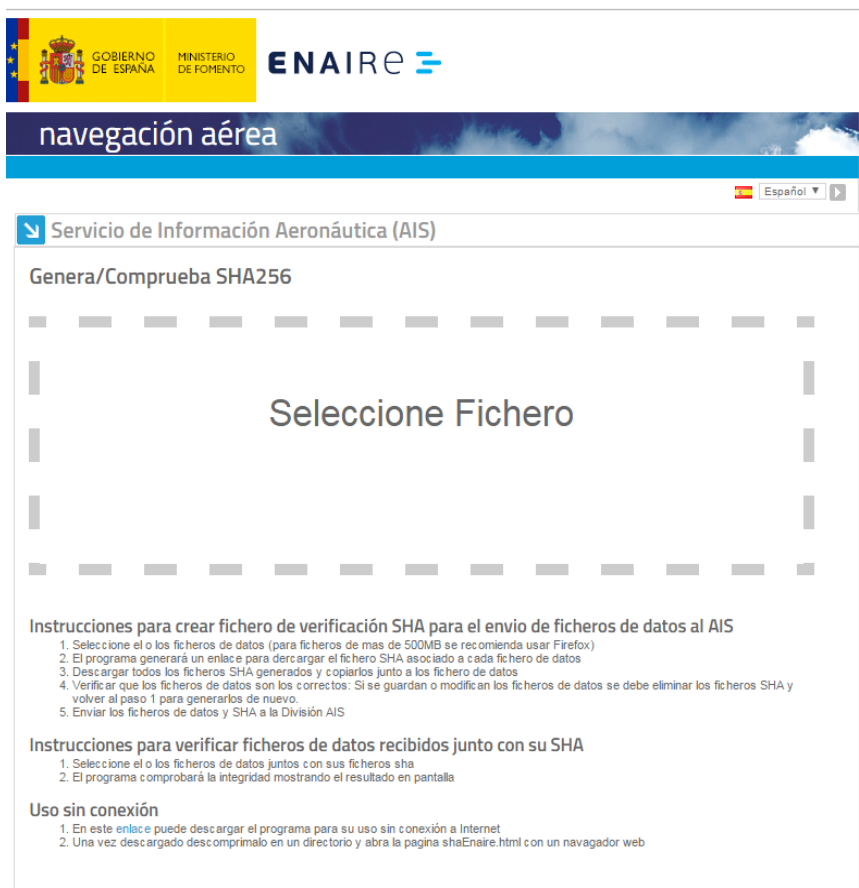 GOBIERNO
DE ESPAÑA
MINISTERIO
DE FOMENTO
ENAIRe
navegación aérea
Español
Servicio de Información Aeronáutica (AIS)
Genera/Comprueba SHA256
Seleccione Fichero
Instrucciones para crear fichero de verificación SHA para el envio de ficheros de datos al AIS
1. Seleccione el o los ficheros de datos (para ficheros de mas de 500MB se recomienda usar Firefox)
2. El programa generará un enlace para dercargar el fichero SHA asociado a cada fichero de datos
3. Descargar todos los ficheros SHA generados y copiarlos junto a los fichero de datos
4. Verificar que los ficheros de datos son los correctos: Si se guardan o modifican los ficheros de datos se debe eliminar los ficheros SHA y
volver al paso 1 para generarlos de nuevo.
5. Enviar los ficheros de datos y SHA a la División AIS
Instrucciones para verificar ficheros de datos recibidos junto con su SHA
1. Seleccione el o los ficheros de datos juntos con sus ficheros sha
2. El programa comprobará la integridad mostrando el resultado en pantalla
Uso sin conexión
1. En este enlace puede descargar el programa para su uso sin conexión a Internet
2. Una vez descargado descomprimalo en un directorio y abra la pagina shaEnaire.html con un navagador web